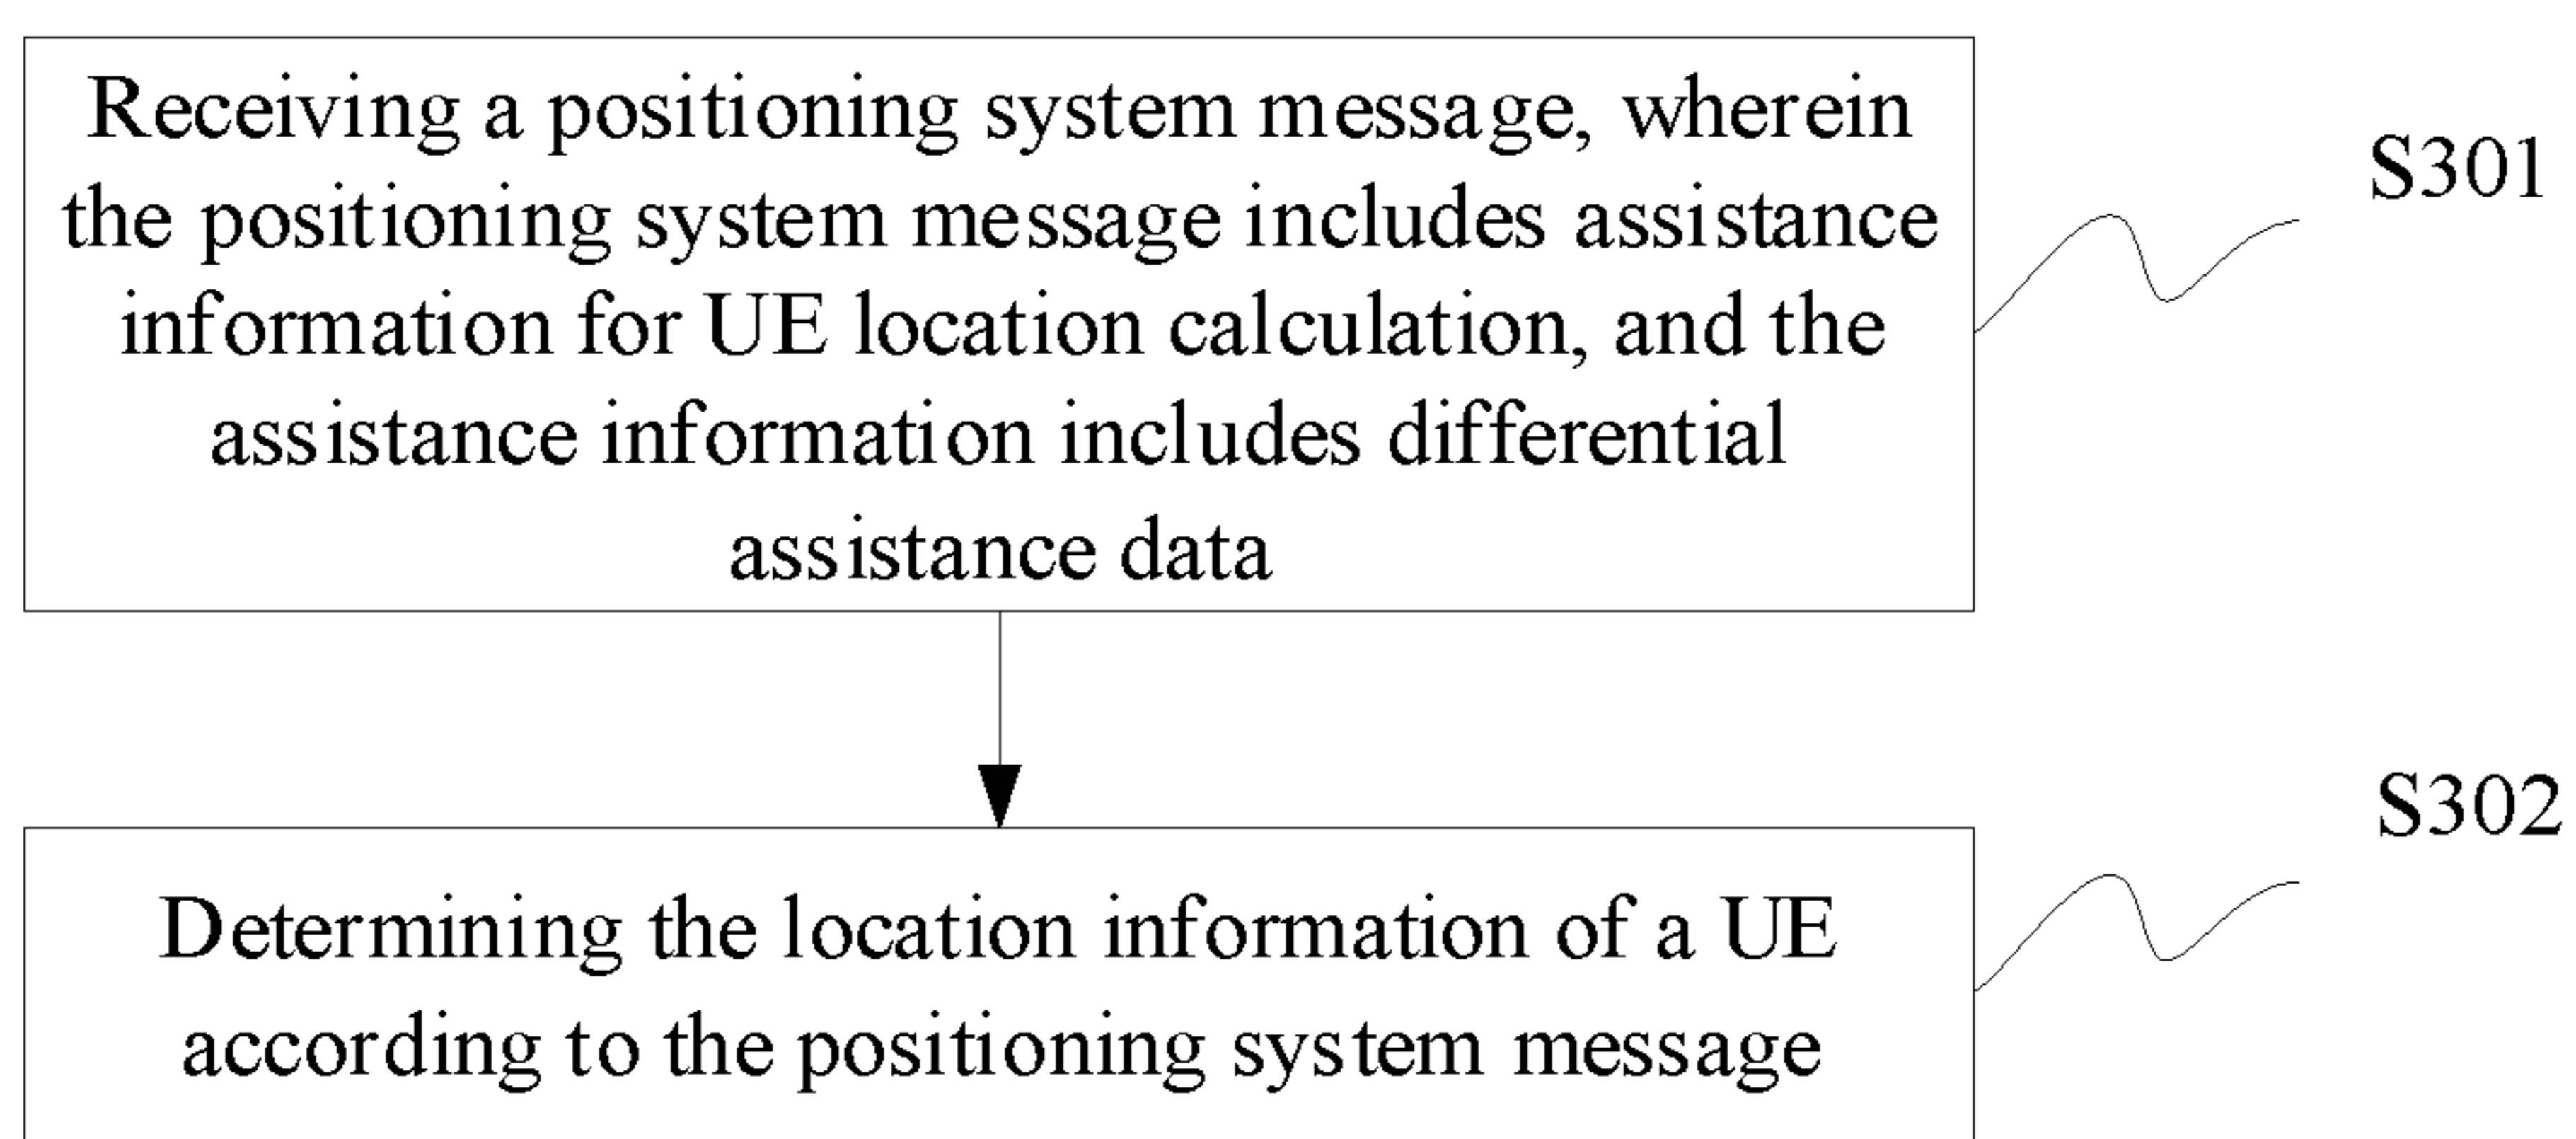 Receiving a positioning system message, wherein
the positioning system message includes assistance
information for UE location calculation, and the
assistance information includes differential
assistance data
S301
Determining the location information of a UE
according to the positioning system message
S302